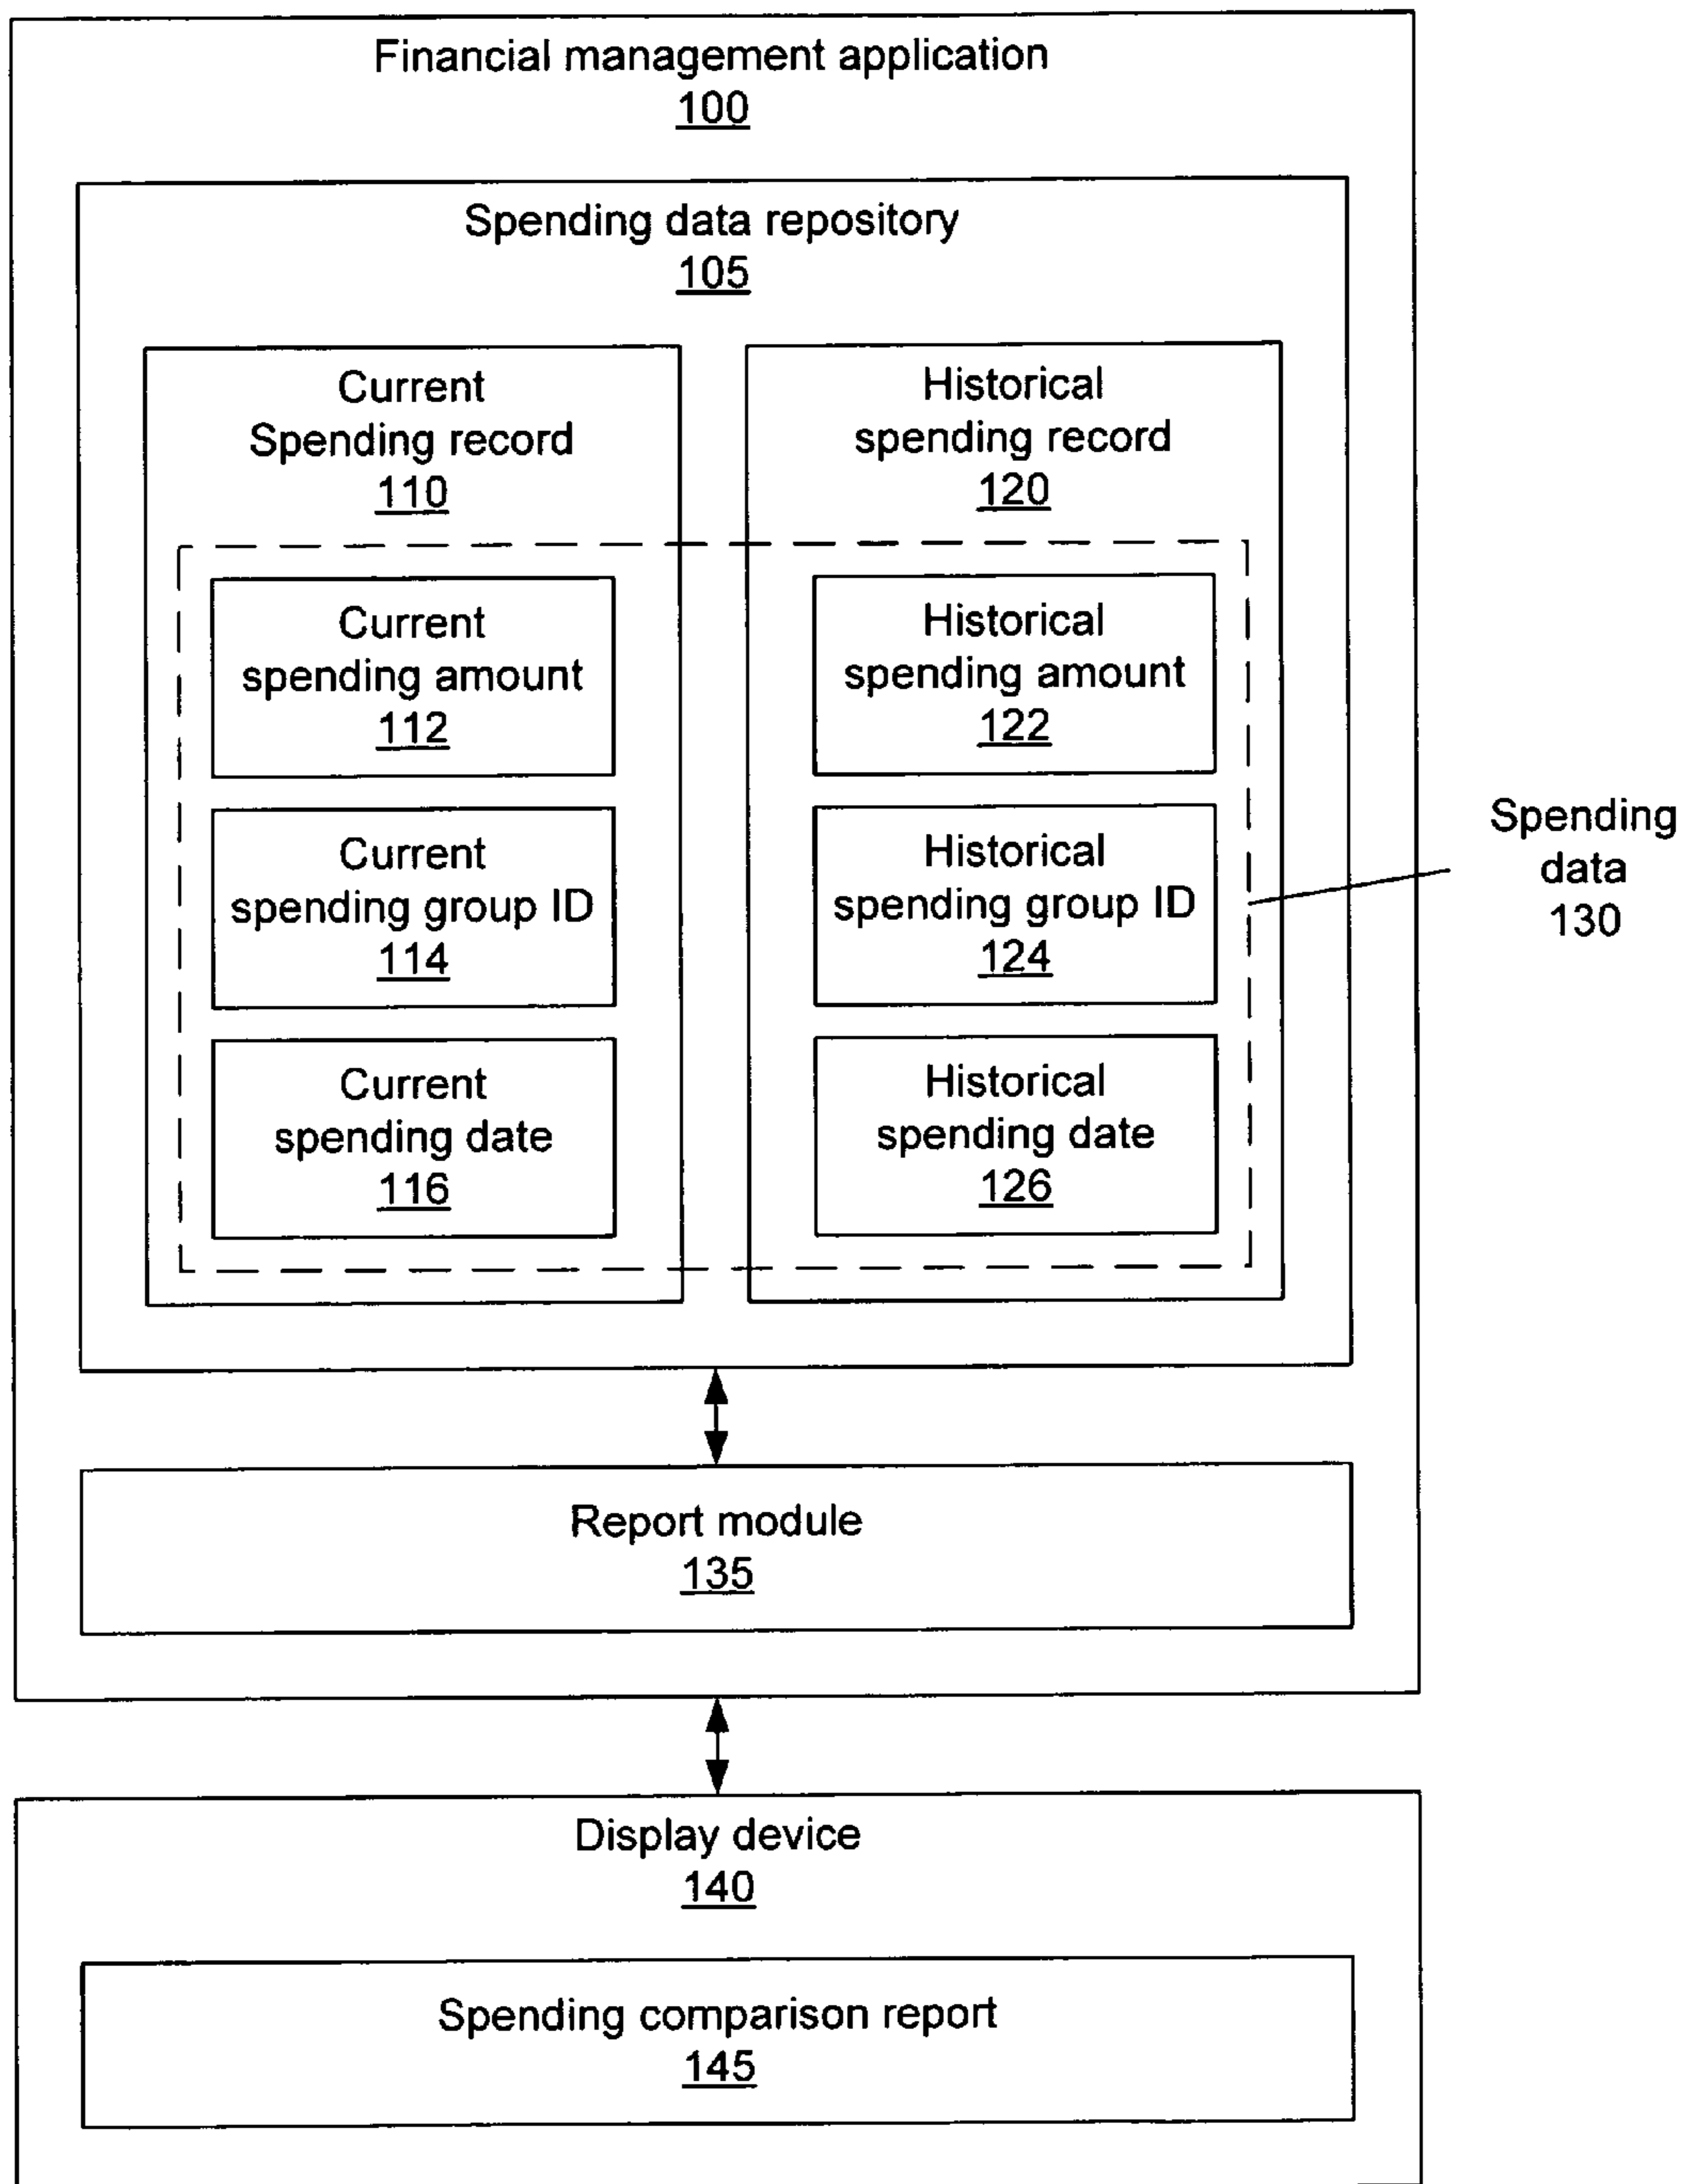 Financial management application
100
Spending data repository
105
Current
Spending record
110
Historical
spending record
120
Current
spending amount
112
Historical
spending amount
122
Current
spending group ID
114
Historical
spending group ID
124
Current
spending date
116
Historical
spending date
126
Spending
data
130
Report module
135
Display device
140
Spending comparison report
145